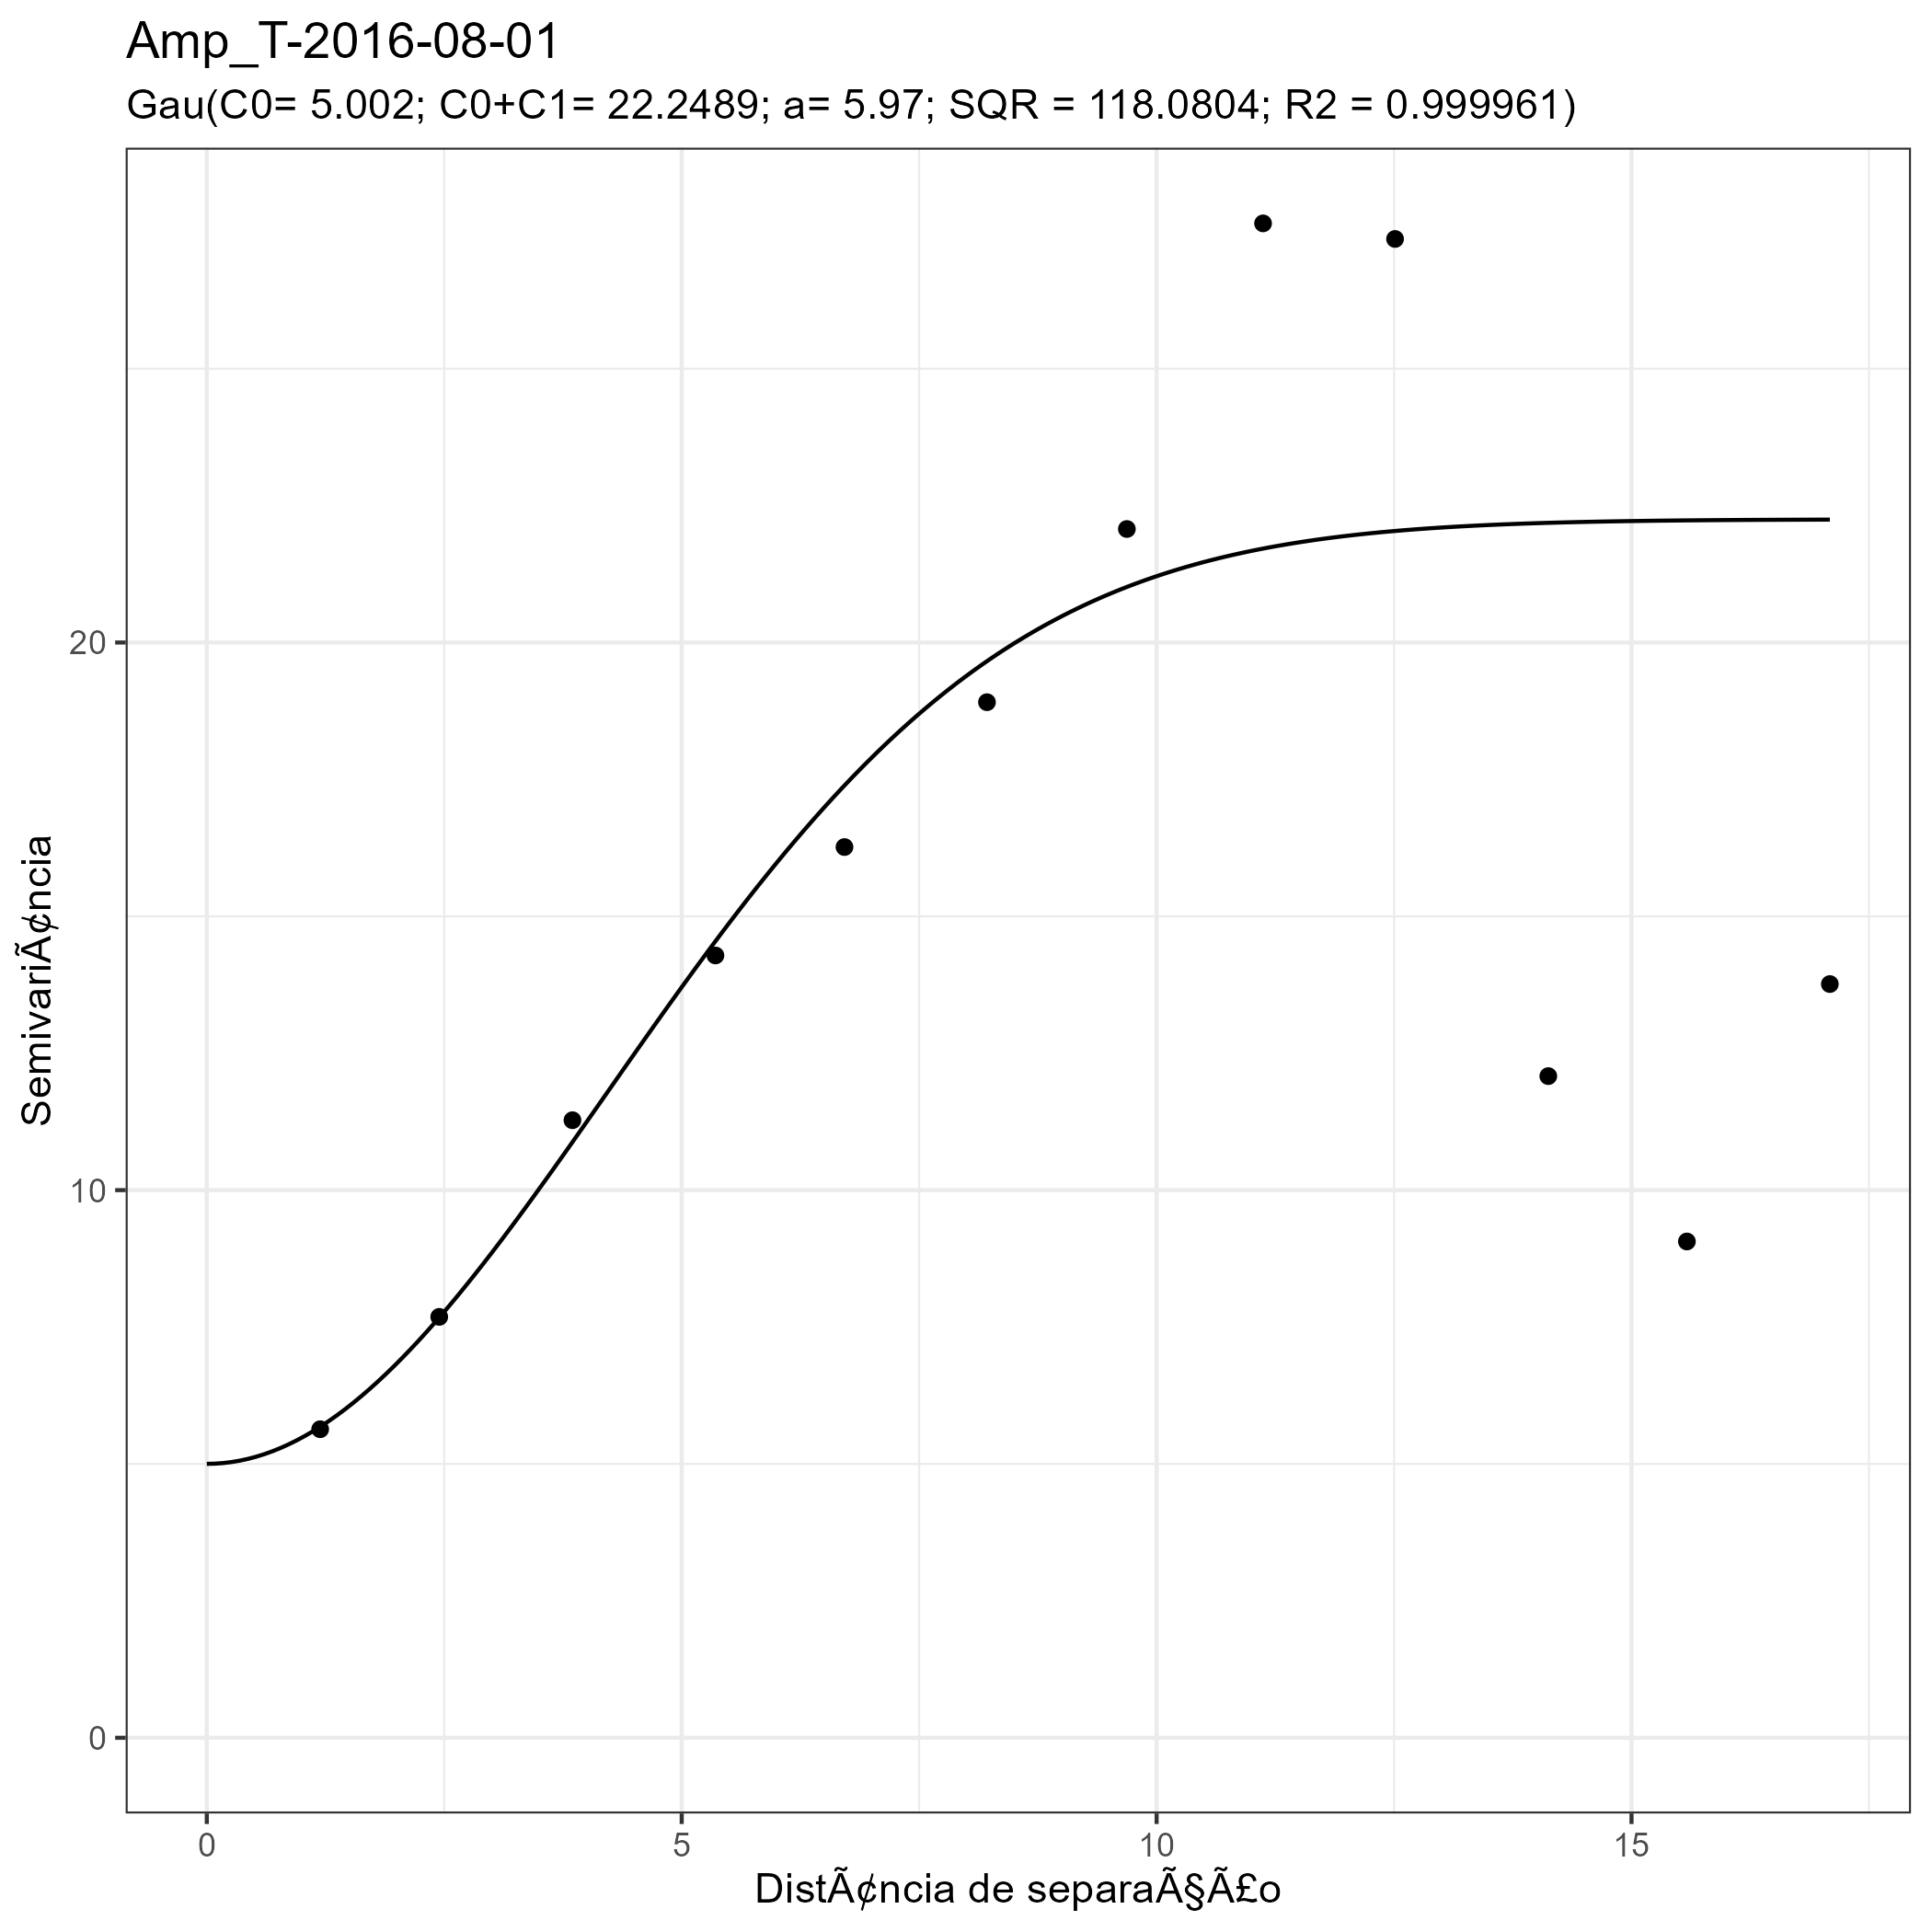 Amp_T-2016-08-01
Gau(C0= 5.002; C0+C1= 22.2489; a= 5.97; SQR = 118.0804; R2 = 0.999961)
SemivariÃ¢ncia
20
10
0
0 5 10 15
DistÃ¢ncia de separaÃ§Ã£o